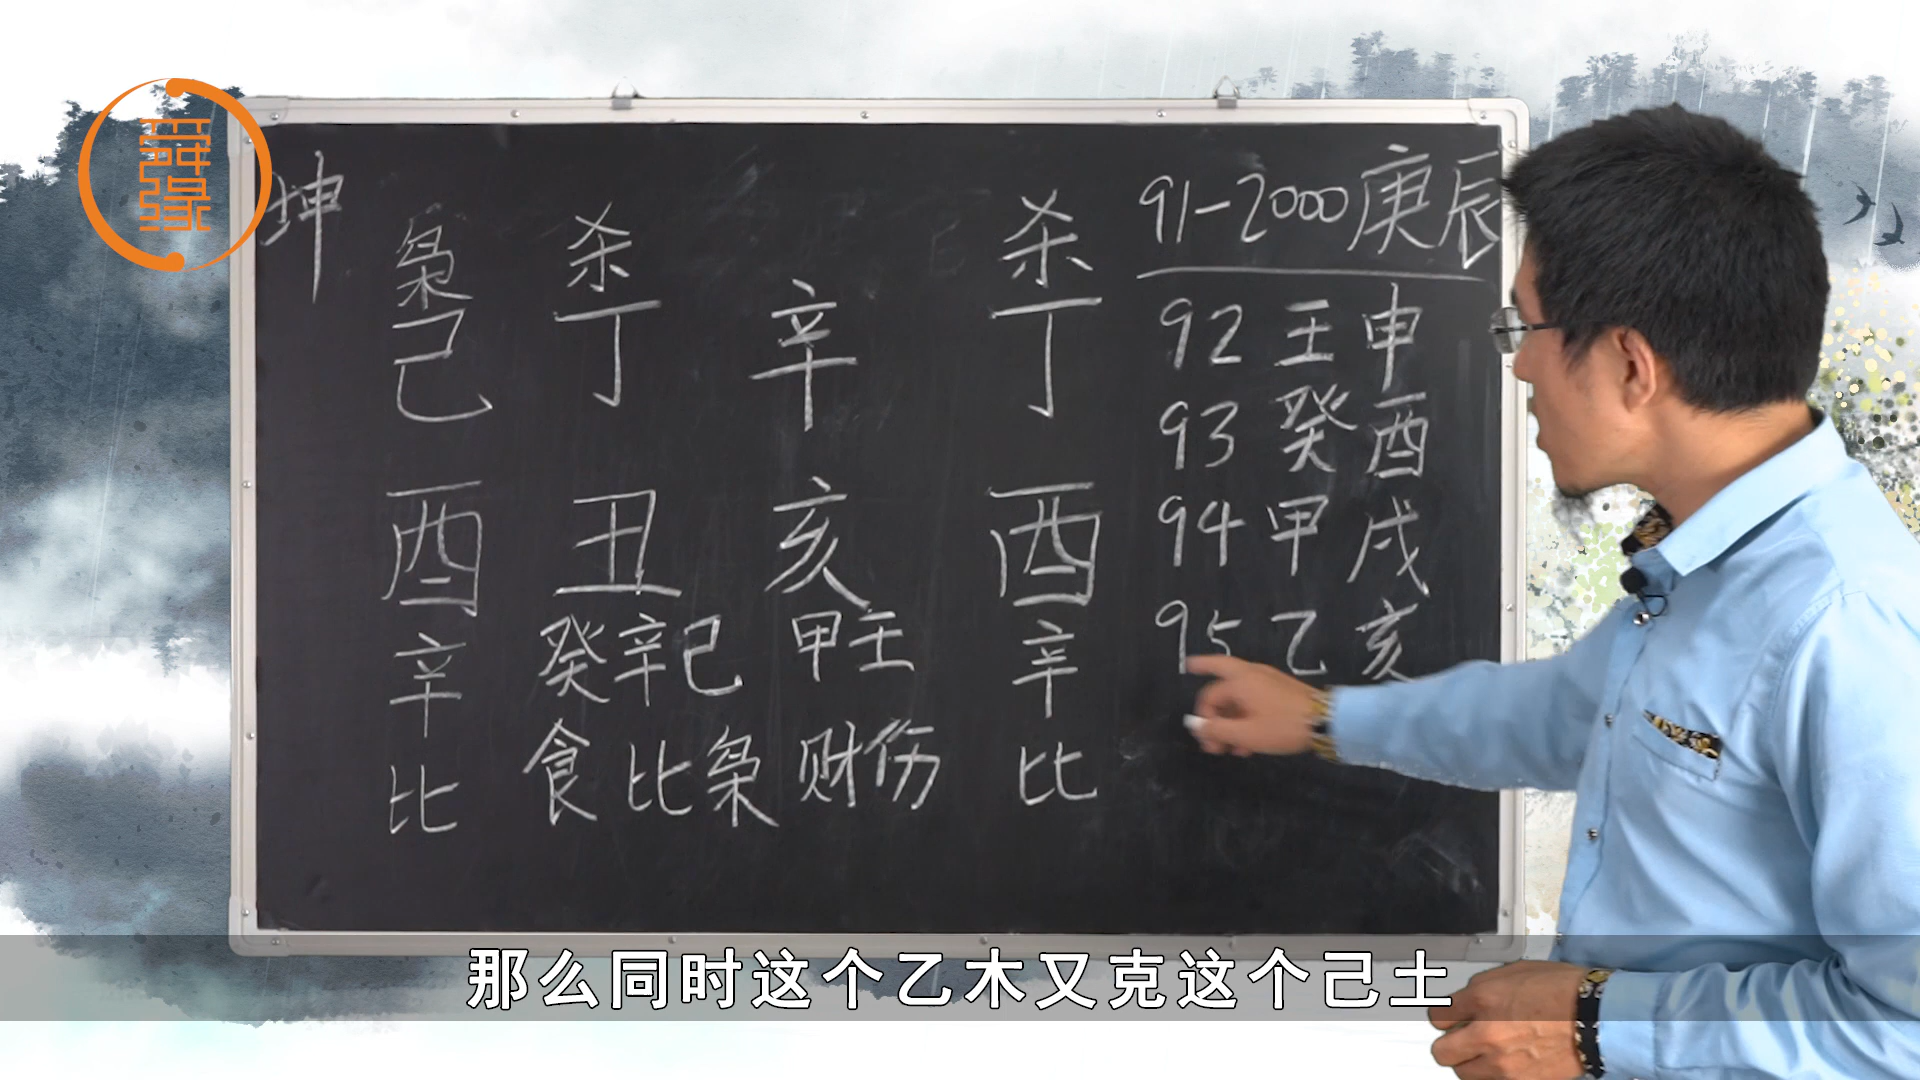 舜缘
坤
枭 杀 杀
己 丁 辛 丁
酉 丑 亥 酉
辛 癸辛己 甲壬 辛
比 食比枭 财伤 比
91-2000庚辰
92 壬申
93 癸酉
94 甲戌
95 乙亥
那么同时这个乙木又克这个己土